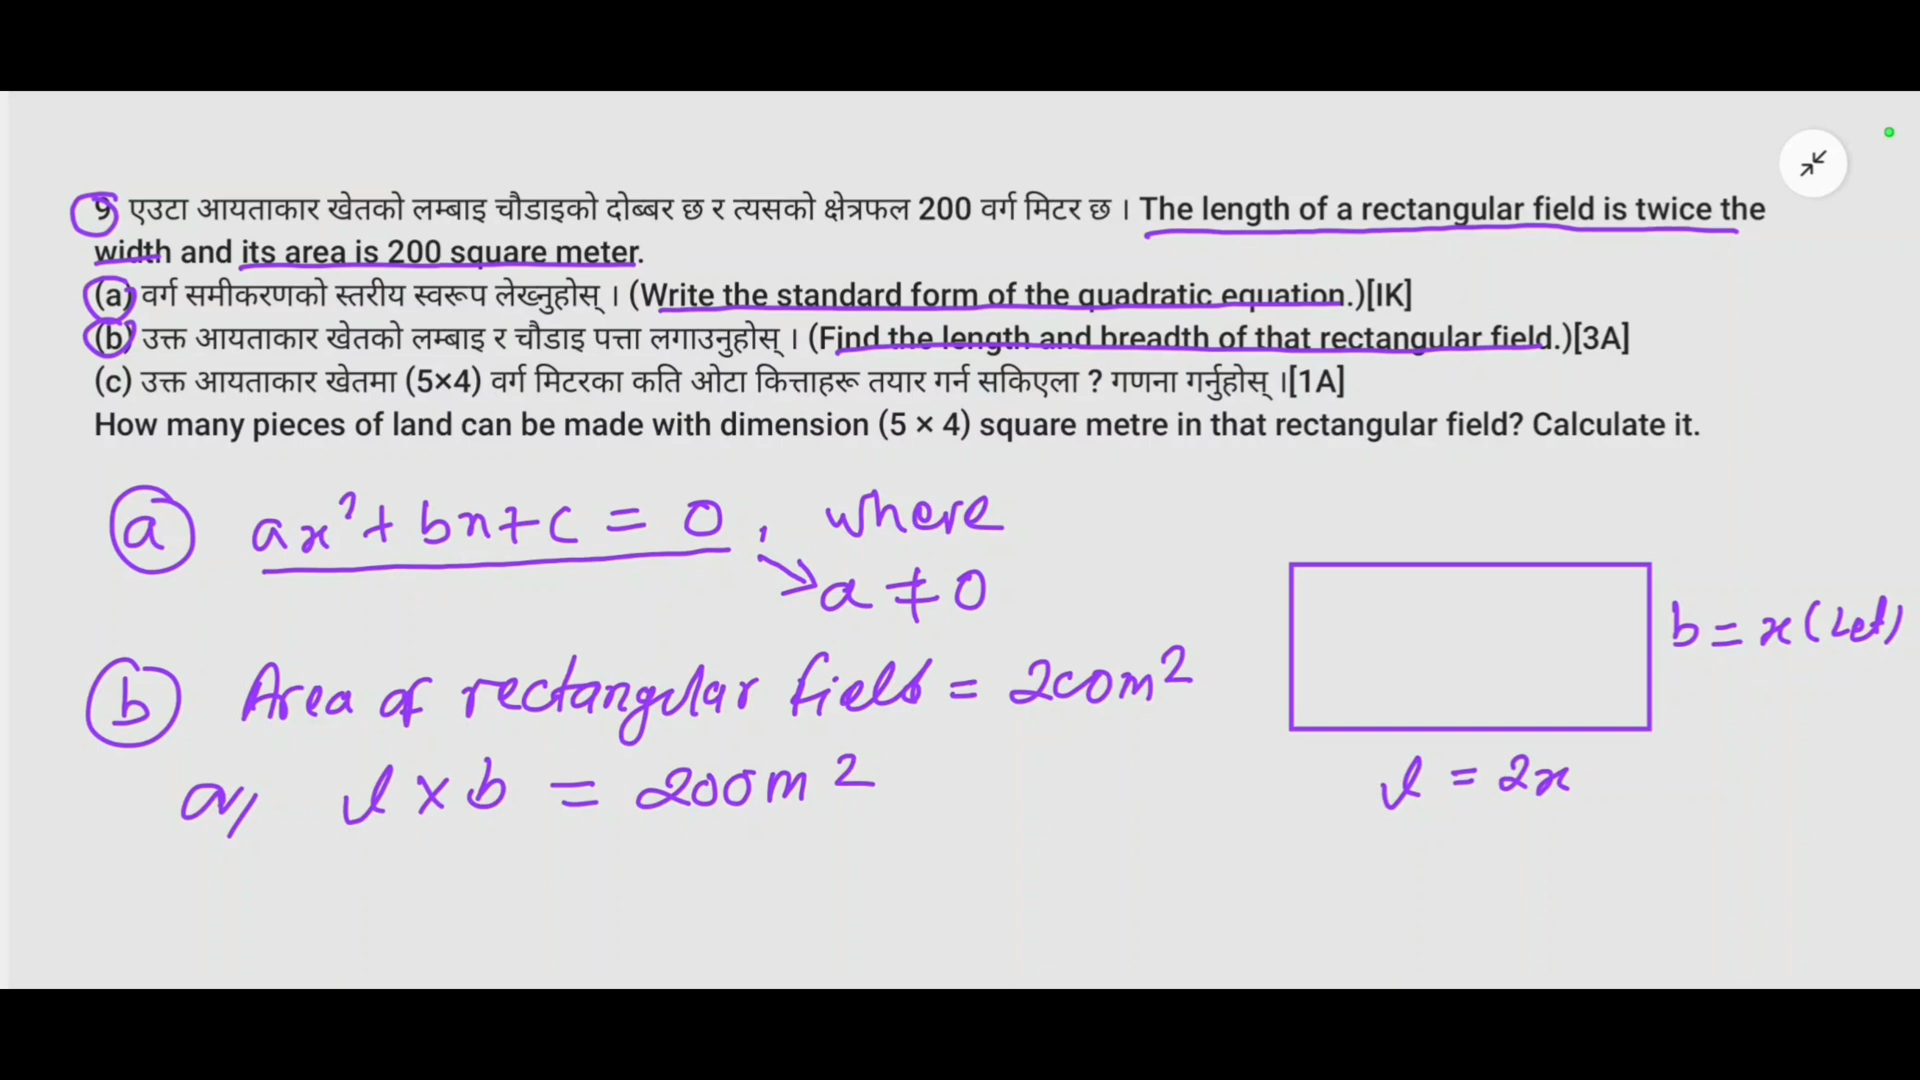 9 एउटा आयताकार खेतको लम्बाइ चौडाइको दोब्बर छ र त्यसको क्षेत्रफल 200 वर्ग मिटर छ । The length of a rectangular field is twice the
width and its area is 200 square meter.
(a) वर्ग समीकरणको स्तरीय स्वरूप लेख्नुहोस् । (Write the standard form of the quadratic equation.)[IK]
(b) उक्त आयताकार खेतको लम्बाइ र चौडाइ पत्ता लगाउनुहोस् । (Find the length and breadth of that rectangular field.)[3A]
(c) उक्त आयताकार खेतमा (5×4) वर्ग मिटरका कति ओटा कित्ताहरू तयार गर्न सकिएला ? गणना गर्नुहोस् ।[1A]
How many pieces of land can be made with dimension (5 × 4) square metre in that rectangular field? Calculate it.
a ax² + bx + c = 0 , where
a ≠ 0
b = x (Let)
b Area of rectangular field = 200m²
l = 2x
or, l × b = 200m²